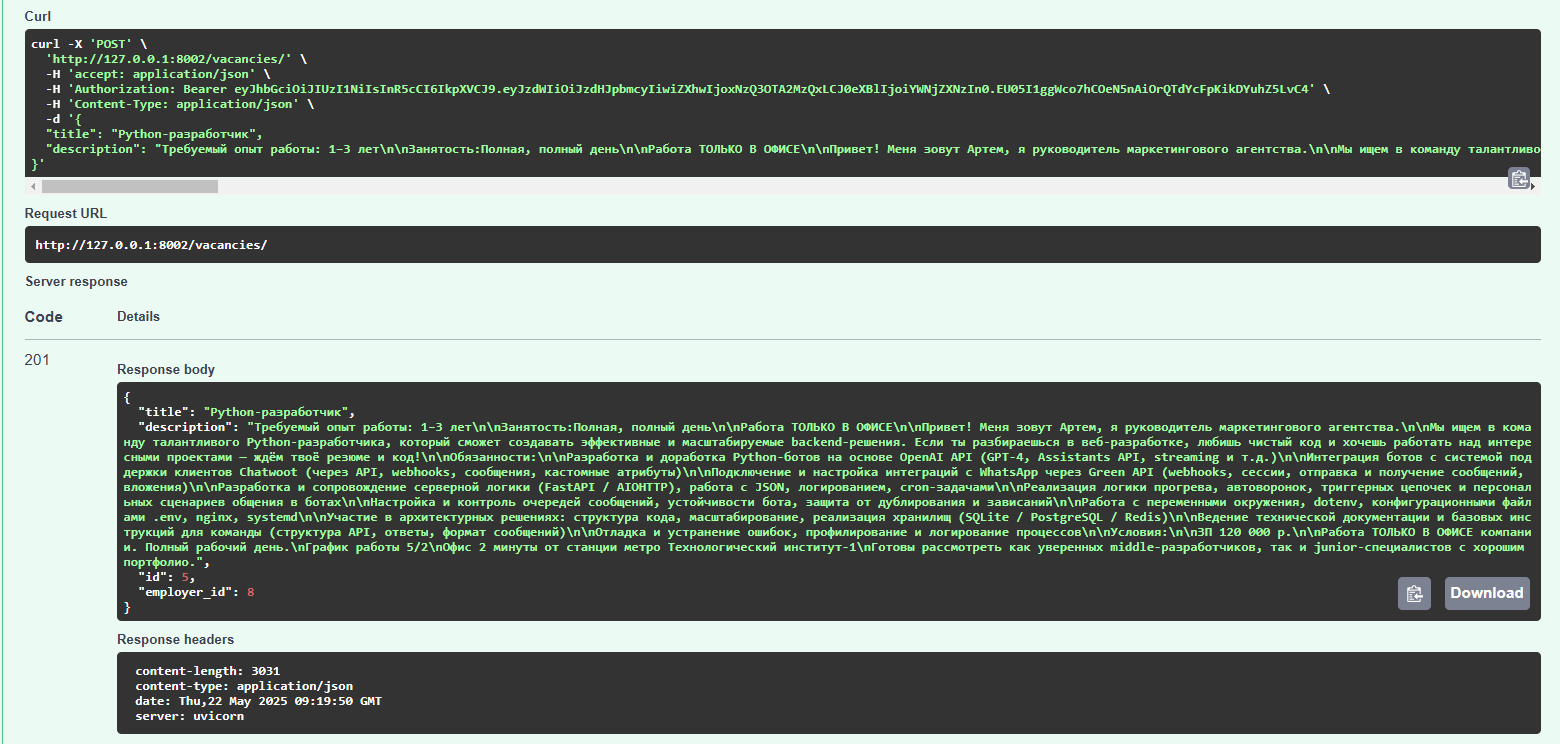 Curl
curl -X 'POST' \
'http://127.0.0.1:8002/vacancies/' \
-H 'accept: application/json' \
-H 'Authorization: Bearer eyJhbGciOiJIUzI1NiIsInR5cCI6IkpXVCJ9.eyJzdWIiOiJzdHJpbmcyIiwiZXhwIjoxNzQ3OTA2MzQxLCJ0eXBlIjoiYWNjZXNzIn0.EU05I1ggWco7hCOeN5nAiOrQTdYcFpKikDYuhZ5LvC4' \
-H 'Content-Type: application/json' \
-d '{
"title": "Python-разработчик",
"description": "Требуемый опыт работы: 1–3 лет\n\nЗанятость:Полная, полный день\n\nРабота ТОЛЬКО В ОФИСЕ\n\nПривет! Меня зовут Артем, я руководитель маркетингового агентства.\n\nМы ищем в команду талантливо
}'
Request URL
http://127.0.0.1:8002/vacancies/
Server response
Code Details
201
Response body
{
"title": "Python-разработчик",
"description": "Требуемый опыт работы: 1–3 лет\n\nЗанятость:Полная, полный день\n\nРабота ТОЛЬКО В ОФИСЕ\n\nПривет! Меня зовут Артем, я руководитель маркетингового агентства.\n\nМы ищем в кома
нду талантливого Python-разработчика, который сможет создавать эффективные и масштабируемые backend-решения. Если ты разбираешься в веб-разработке, любишь чистый код и хочешь работать над интере
сными проектами — ждём твоё резюме и код!\n\nОбязанности:\n\nРазработка и доработка Python-ботов на основе OpenAI API (GPT-4, Assistants API, streaming и т.д.)\n\nИнтеграция ботов с системой под
держки клиентов Chatwoot (через API, webhooks, сообщения, кастомные атрибуты)\n\nПодключение и настройка интеграций с WhatsApp через Green API (webhooks, сессии, отправка и получение сообщений,
вложения)\n\nРазработка и сопровождение серверной логики (FastAPI / AIOHTTP), работа с JSON, логированием, cron-задачами\n\nРеализация логики прогрева, автоворонок, триггерных цепочек и персонал
ьных сценариев общения в ботах\n\nНастройка и контроль очередей сообщений, устойчивости бота, защита от дублирования и зависаний\n\nРабота с переменными окружения, dotenv, конфигурационными файл
ами .env, nginx, systemd\n\nУчастие в архитектурных решениях: структура кода, масштабирование, реализация хранилищ (SQLite / PostgreSQL / Redis)\n\nВедение технической документации и базовых инс
трукций для команды (структура API, ответы, формат сообщений)\n\nОтладка и устранение ошибок, профилирование и логирование процессов\n\nУсловия:\n\nЗП 120 000 р.\n\nРабота ТОЛЬКО В ОФИСЕ компани
и. Полный рабочий день.\nГрафик работы 5/2\nОфис 2 минуты от станции метро Технологический институт-1\nГотовы рассмотреть как уверенных middle-разработчиков, так и junior-специалистов с хорошим
портфолио.",
"id": 5,
"employer_id": 8
}
Download
Response headers
content-length: 3031
content-type: application/json
date: Thu,22 May 2025 09:19:50 GMT
server: uvicorn